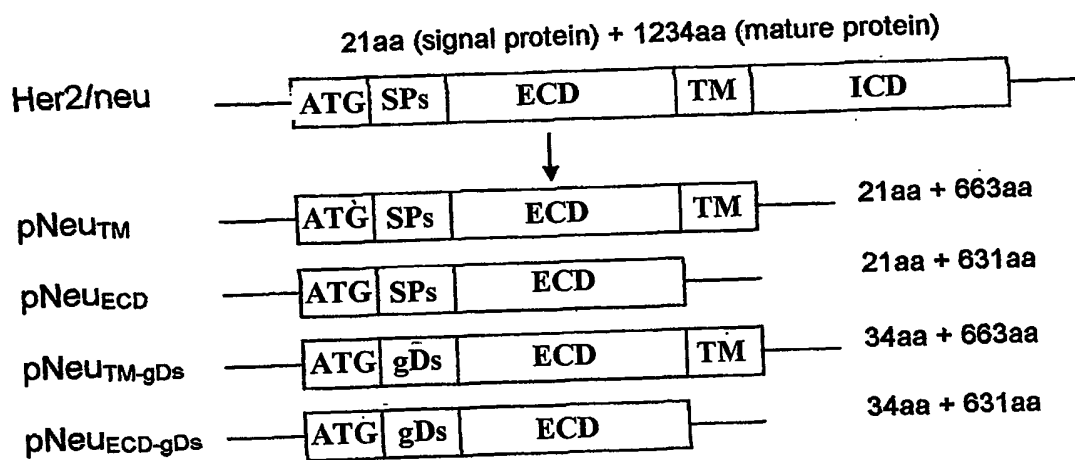 21aa (signal protein) + 1234aa (mature protein)
Her2/neu ATG SPs ECD TM ICD
pNeuTM ATG SPs ECD TM 21aa + 663aa
pNeuECD ATG SPs ECD 21aa + 631aa
pNeuTM-gDs ATG gDs ECD TM 34aa + 663aa
pNeuECD-gDs ATG gDs ECD 34aa + 631aa